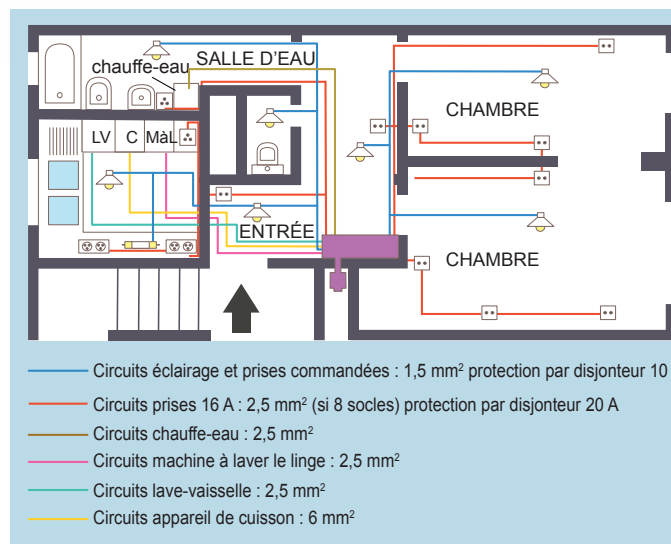 SALLE D'EAU
chauffe-eau
CHAMBRE
LV C MàL
ENTRÉE
CHAMBRE
Circuits éclairage et prises commandées : 1,5 mm² protection par disjonteur 10
Circuits prises 16 A : 2,5 mm² (si 8 socles) protection par disjonteur 20 A
Circuits chauffe-eau : 2,5 mm²
Circuits machine à laver le linge : 2,5 mm²
Circuits lave-vaisselle : 2,5 mm²
Circuits appareil de cuisson : 6 mm²